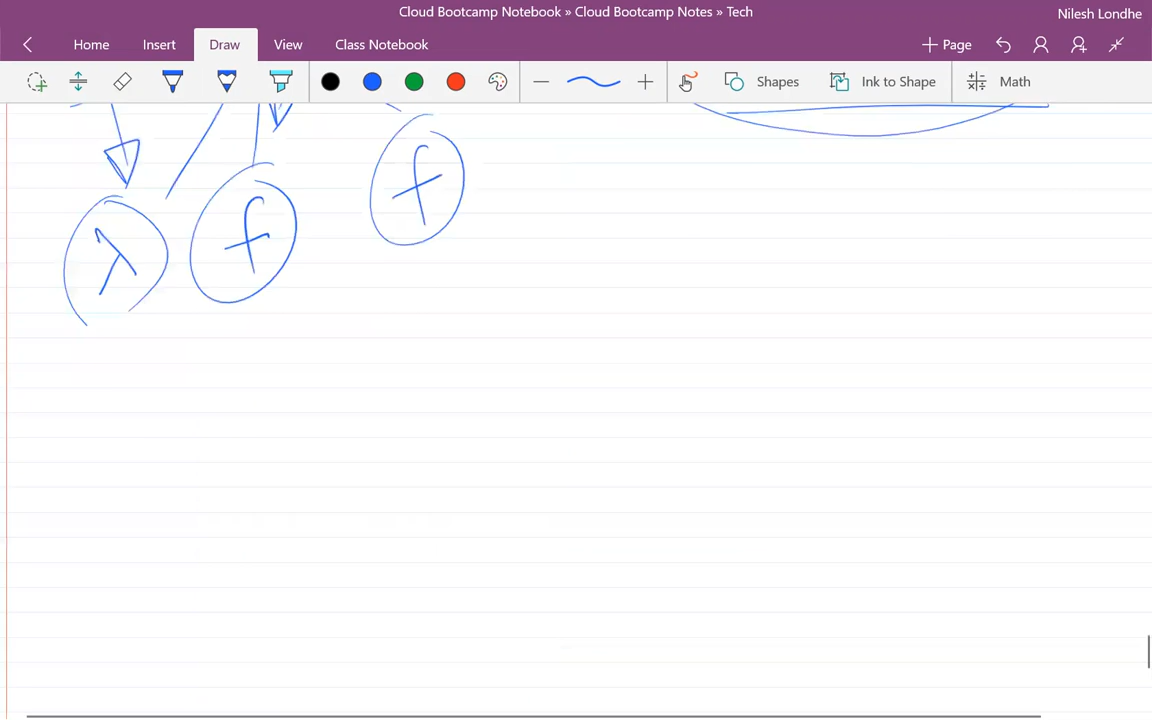 Cloud Bootcamp Notebook » Cloud Bootcamp Notes » Tech
Nilesh Londhe
Home Insert Draw View Class Notebook Page
Shapes Ink to Shape Math
λ f f